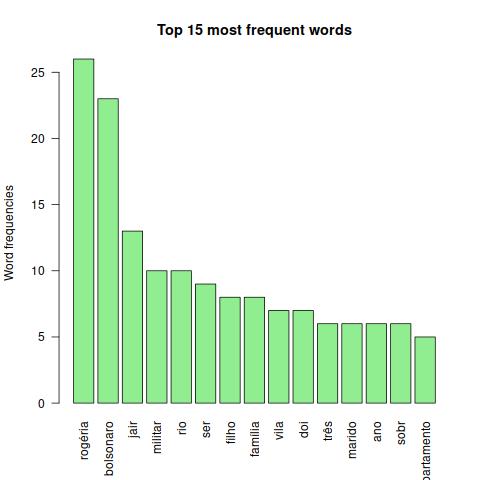 Top 15 most frequent words
Word frequencies
25
20
15
10
5
0
rogéria
bolsonaro
jair
militar
rio
ser
filho
família
vila
doi
três
marido
ano
sobr
partamento